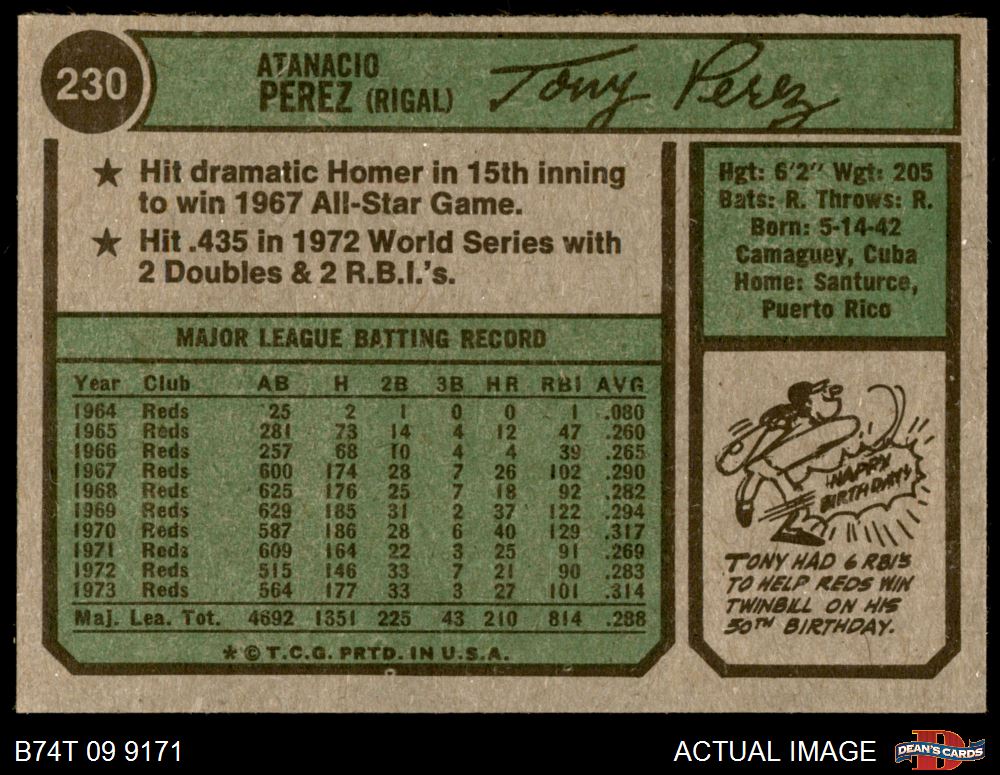 230
ATANACIO
PEREZ (RIGAL)
Tony Perez
★ Hit dramatic Homer in 15th inning
to win 1967 All-Star Game.
★ Hit .435 in 1972 World Series with
2 Doubles & 2 R.B.I.'s.
Hgt: 6'2" Wgt: 205
Bats: R. Throws: R.
Born: 5-14-42
Camaguey, Cuba
Home: Santurce,
Puerto Rico
MAJOR LEAGUE BATTING RECORD
Year Club AB H 2B 3B HR RBI AVG
1964 Reds 25 2 1 0 0 1 .080
1965 Reds 281 73 14 4 12 47 .260
1966 Reds 257 68 10 4 4 39 .265
1967 Reds 600 174 28 7 26 102 .290
1968 Reds 625 176 25 7 18 92 .282
1969 Reds 629 185 31 2 37 122 .294
1970 Reds 587 186 28 6 40 129 .317
1971 Reds 609 164 22 3 25 91 .269
1972 Reds 515 146 33 7 21 90 .283
1973 Reds 564 177 33 3 27 101 .314
Maj. Lea. Tot. 4692 1351 225 43 210 814 .288
* © T.C.G. PRTD. IN U.S.A.
HAPPY
BIRTHDAY!
TONY HAD 6 RBI'S
TO HELP REDS WIN
TWINBILL ON HIS
30TH BIRTHDAY.
B74T 09 9171
ACTUAL IMAGE
DEAN'S CARDS